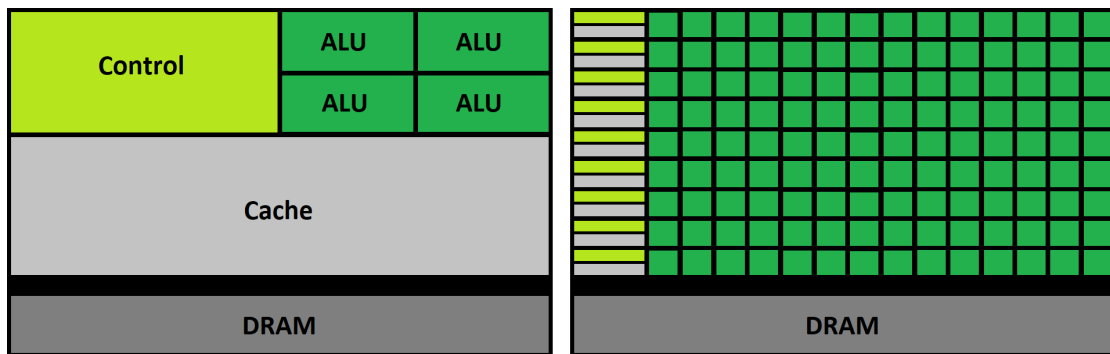 Control
ALU ALU
ALU ALU
Cache
DRAM
DRAM